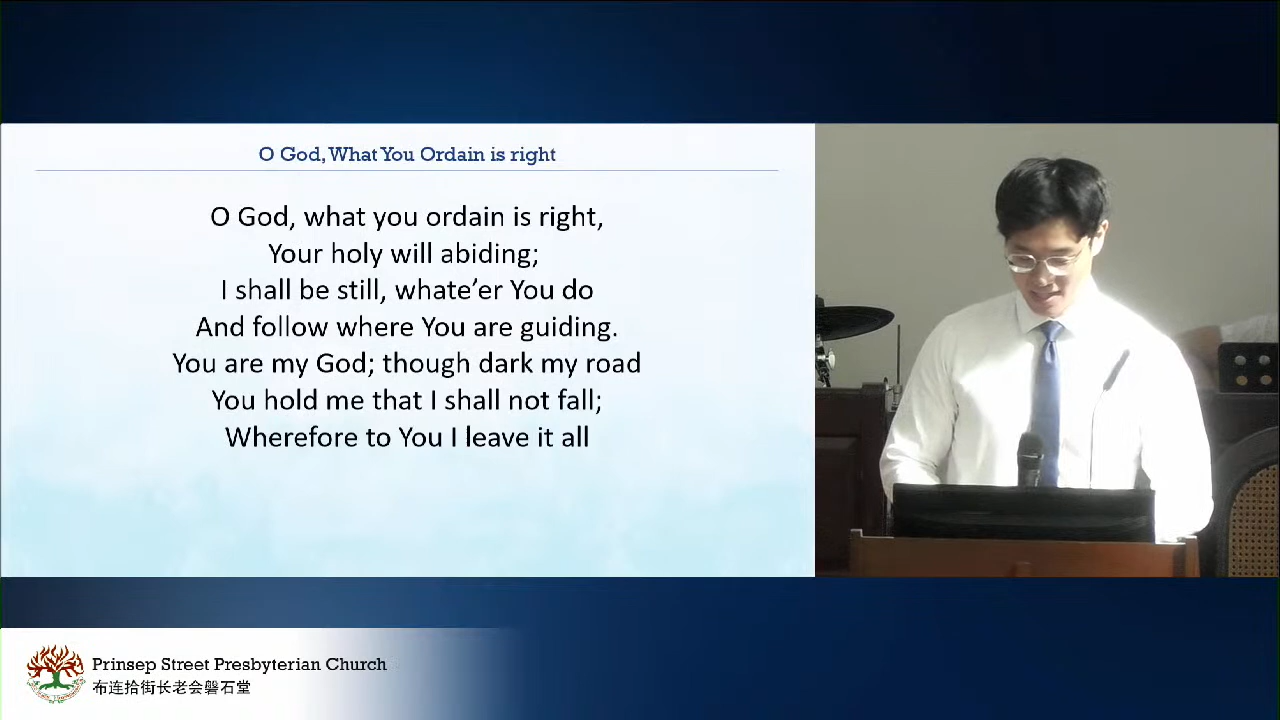 O God, What You Ordain is right
O God, what you ordain is right,
Your holy will abiding;
I shall be still, whate’er You do
And follow where You are guiding.
You are my God; though dark my road
You hold me that I shall not fall;
Wherefore to You I leave it all
Prinsep Street Presbyterian Church
布连拾街长老会磐石堂